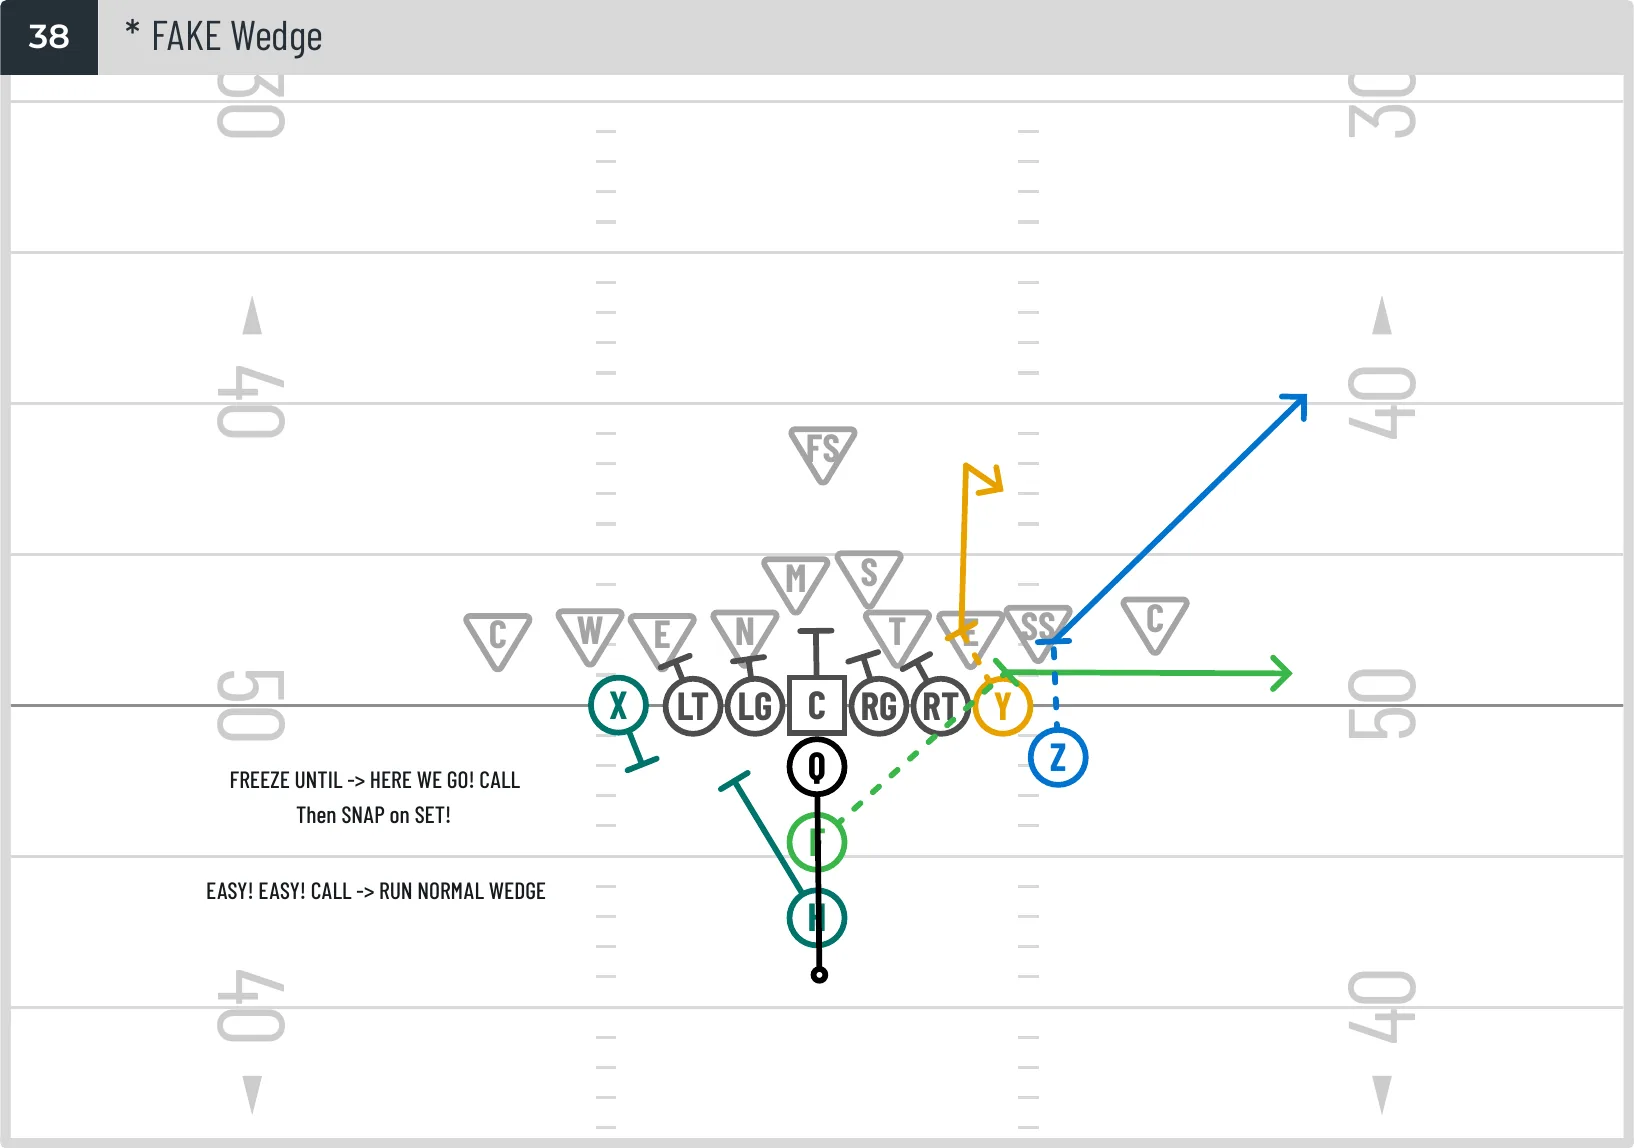 38 * FAKE Wedge
30 30
40 40
FS
M S
C W E N T E SS C
50 50
X LT LG C RG RT Y
Q Z
FREEZE UNTIL -> HERE WE GO! CALL
Then SNAP on SET!
F
EASY! EASY! CALL -> RUN NORMAL WEDGE
H
40 40